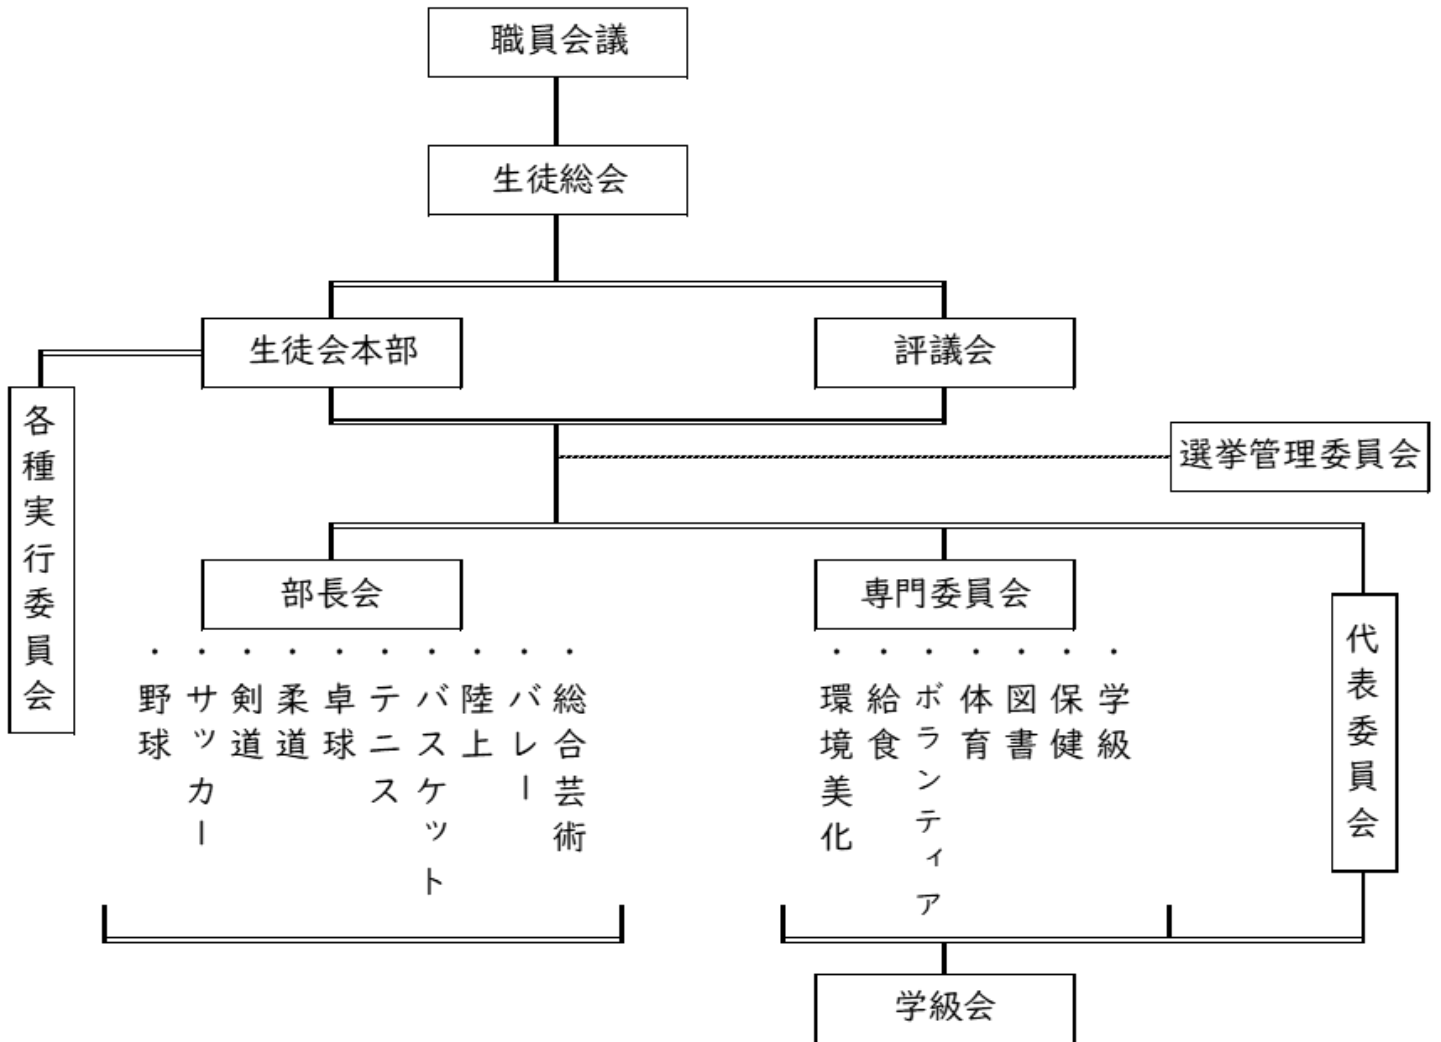 職員会議
生徒総会
生徒会本部
評議会
各種実行委員会
選挙管理委員会
部長会
専門委員会
代表委員会
・総合芸術
・バレー
・陸上
・バスケット
・テニス
・卓球
・柔道
・剣道
・サッカー
・野球
・学級
・保健
・図書
・体育
・ボランティア
・給食
・環境美化
学級会